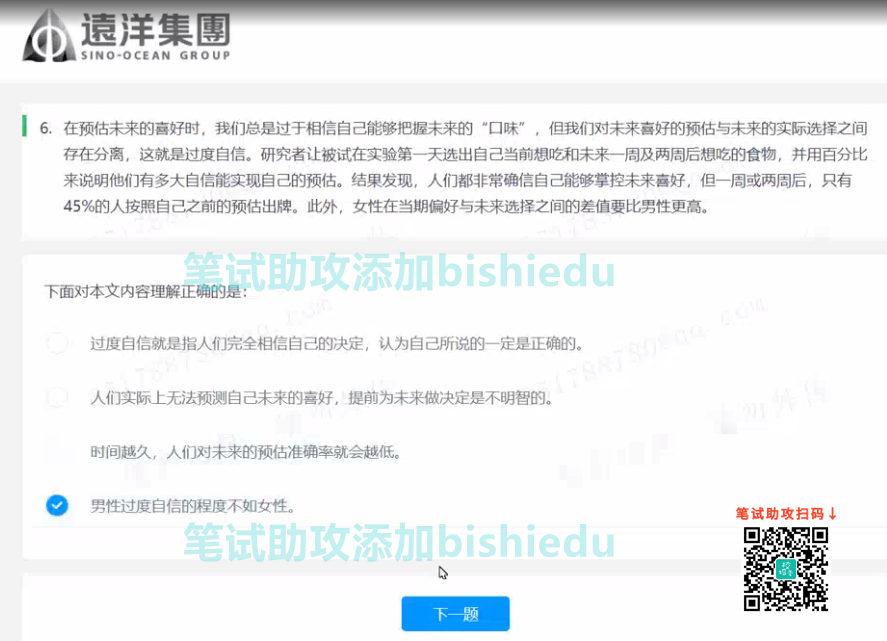 遠洋集團
SINO-OCEAN GROUP
6. 在预估未来的喜好时，我们总是过于相信自己能够把握未来的“口味”，但我们对未来喜好的预估与未来的实际选择之间
存在分离，这就是过度自信。研究者让被试在实验第一天选出自己当前想吃和未来一周及两周后想吃的食物，并用百分比
来说明他们有多大自信能实现自己的预估。结果发现，人们都非常确信自己能够掌控未来喜好，但一周或两周后，只有
45%的人按照自己之前的预估出牌。此外，女性在当期偏好与未来选择之间的差值要比男性更高。
笔试助攻添加bishiedu
下面对本文内容理解正确的是：
过度自信就是指人们完全相信自己的决定，认为自己所说的一定是正确的。
人们实际上无法预测自己未来的喜好，提前为未来做决定是不明智的。
时间越久，人们对未来的预估准确率就会越低。
男性过度自信的程度不如女性。
笔试助攻扫码↓
笔试助攻添加bishiedu
下一题